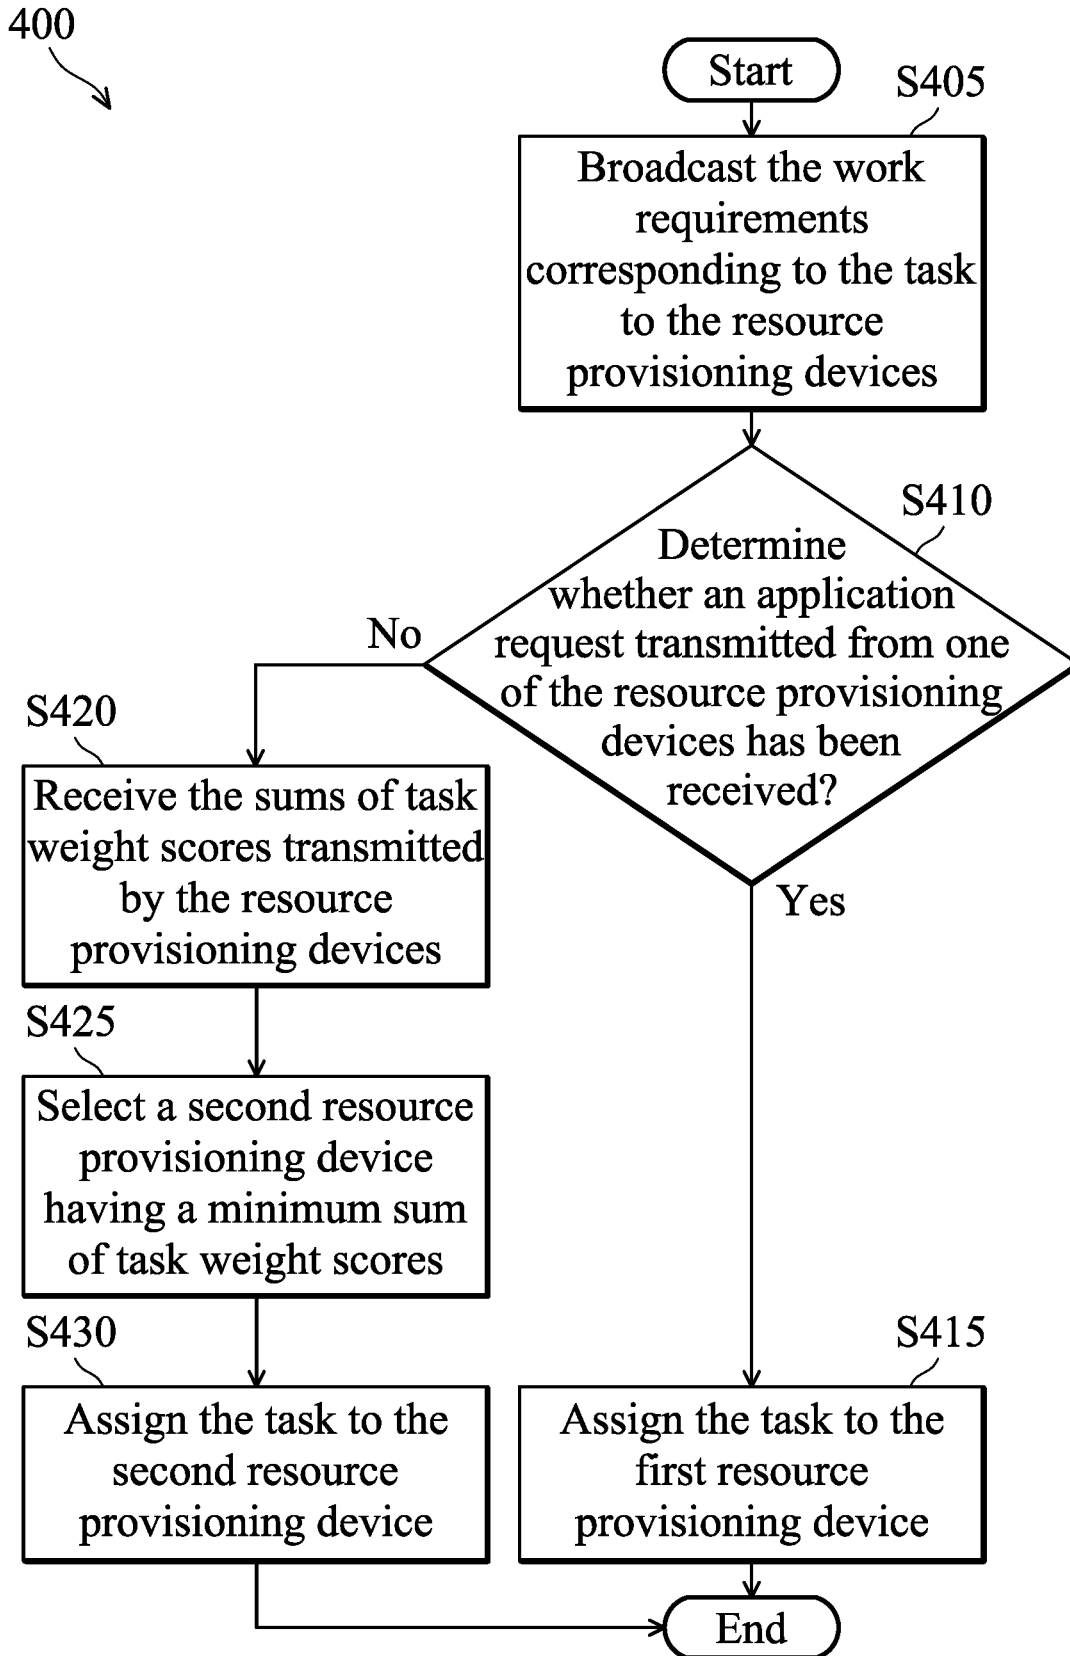 400
Start
S405
Broadcast the work
requirements
corresponding to the task
to the resource
provisioning devices
S410
Determine
whether an application
request transmitted from one
of the resource provisioning
devices has been
received?
No
Yes
S420
Receive the sums of task
weight scores transmitted
by the resource
provisioning devices
S425
Select a second resource
provisioning device
having a minimum sum
of task weight scores
S430
Assign the task to the
second resource
provisioning device
S415
Assign the task to the
first resource
provisioning device
End